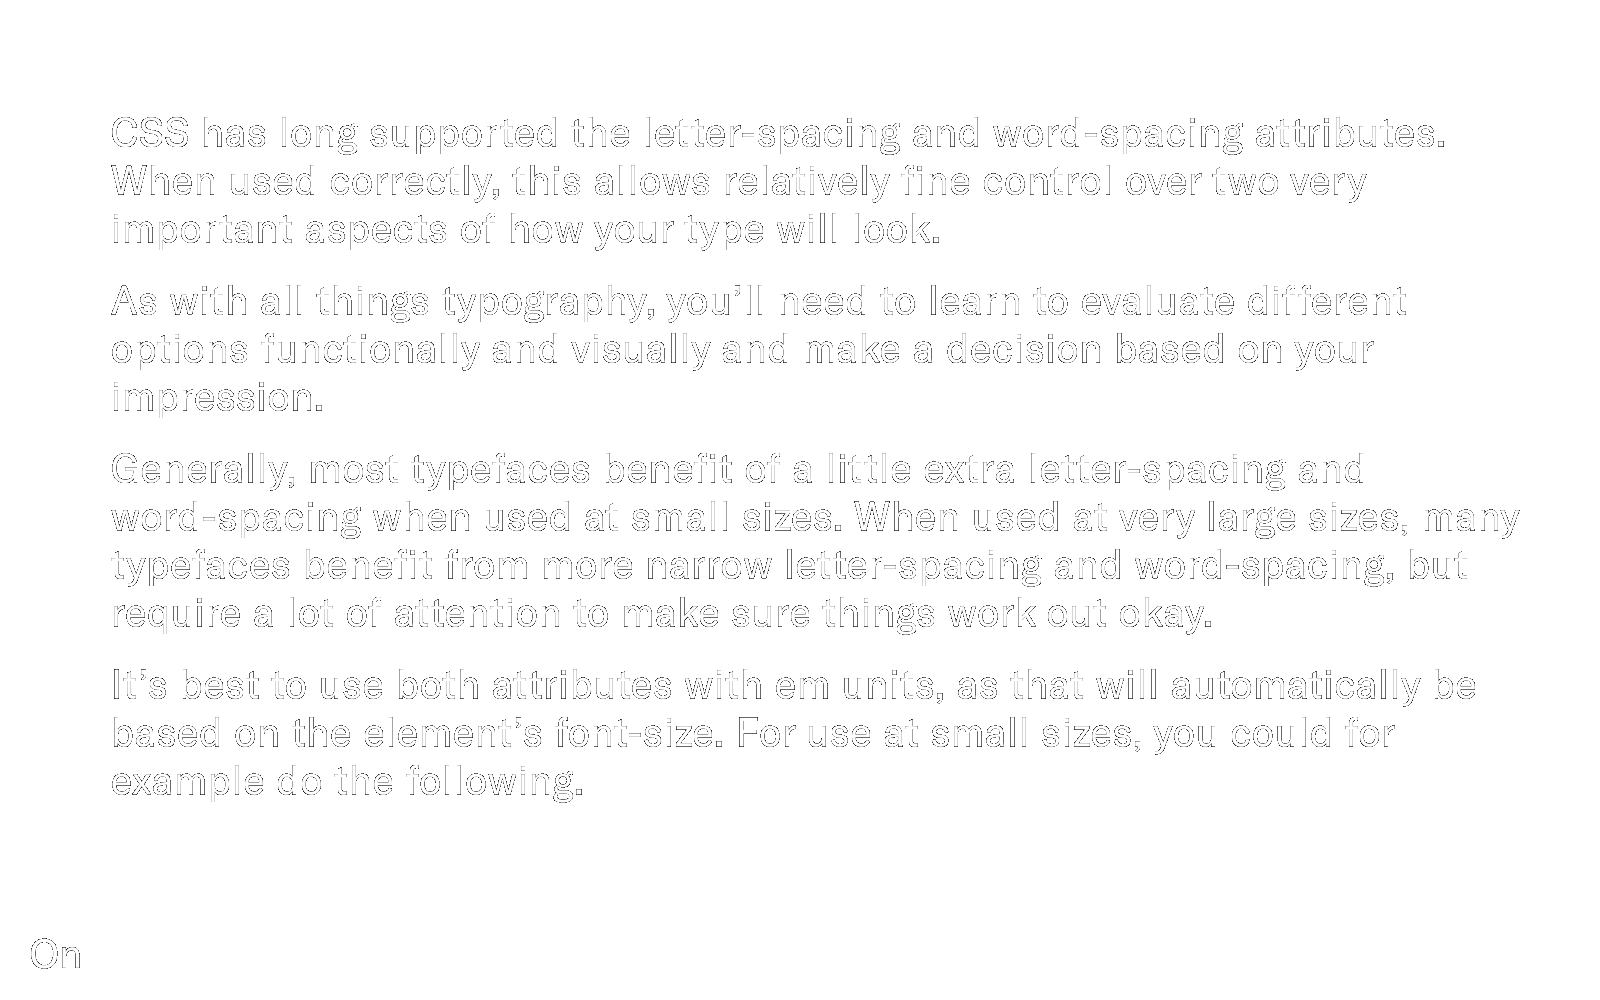 CSS has long supported the letter-spacing and word-spacing attributes.
When used correctly, this allows relatively fine control over two very
important aspects of how your type will look.
As with all things typography, you’ll need to learn to evaluate different
options functionally and visually and make a decision based on your
impression.
Generally, most typefaces benefit of a little extra letter-spacing and
word-spacing when used at small sizes. When used at very large sizes, many
typefaces benefit from more narrow letter-spacing and word-spacing, but
require a lot of attention to make sure things work out okay.
It’s best to use both attributes with em units, as that will automatically be
based on the element’s font-size. For use at small sizes, you could for
example do the following.
On